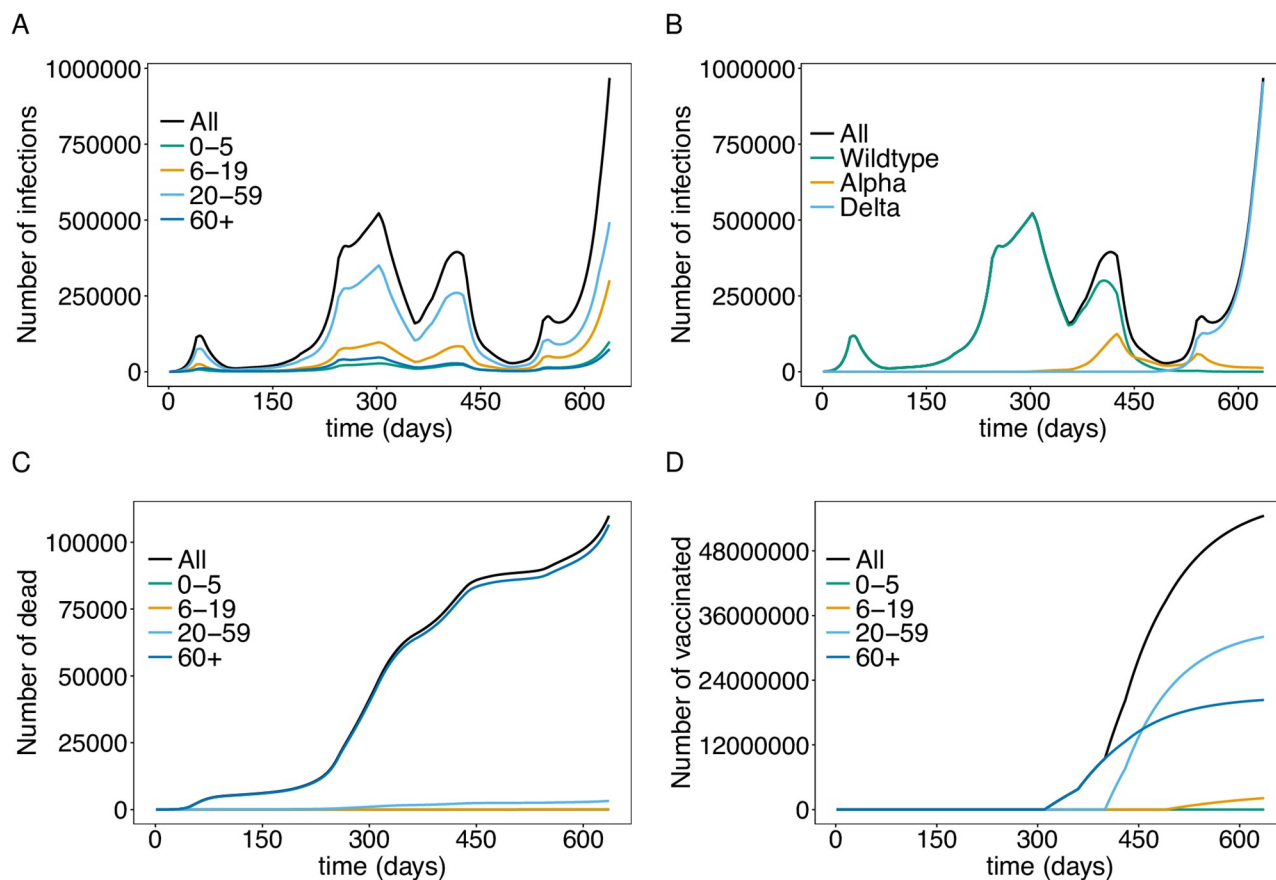 A
Number of infections
1000000
750000
500000
250000
0
All
0–5
6–19
20–59
60+
0 150 300 450 600
time (days)
B
Number of infections
1000000
750000
500000
250000
0
All
Wildtype
Alpha
Delta
0 150 300 450 600
time (days)
C
Number of dead
100000
75000
50000
25000
0
All
0–5
6–19
20–59
60+
0 150 300 450 600
time (days)
D
Number of vaccinated
48000000
36000000
24000000
12000000
0
All
0–5
6–19
20–59
60+
0 150 300 450 600
time (days)